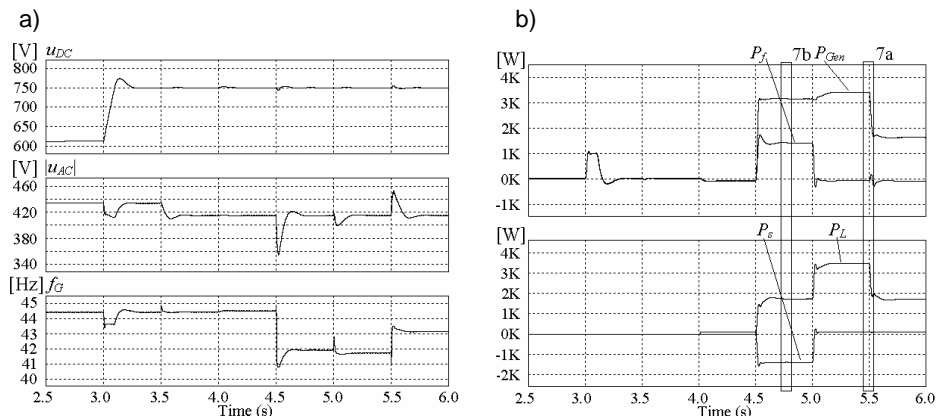 a)
[V] u_DC
800
750
700
650
600
[V] |u_AC|
460
420
380
340
[Hz] f_G
45
44
43
42
41
40
2.5 3.0 3.5 4.0 4.5 5.0 5.5 6.0
Time (s)
b)
[W] P_f 7b P_Gen 7a
4K
3K
2K
1K
0K
-1K
[W] P_s P_L
4K
3K
2K
1K
0K
-1K
-2K
2.5 3.0 3.5 4.0 4.5 5.0 5.5 6.0
Time (s)